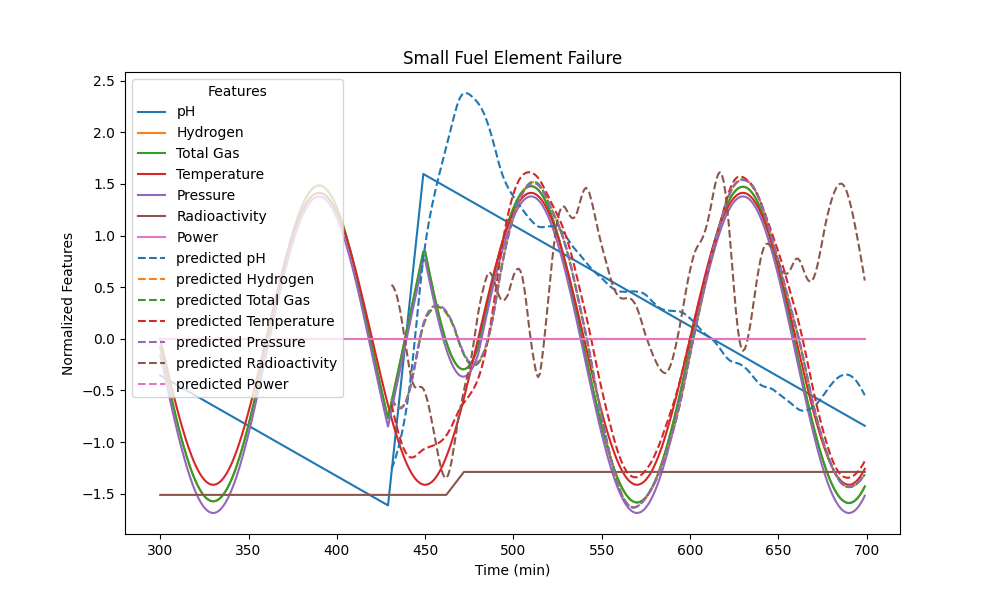 Small Fuel Element Failure
Normalized Features
2.5
2.0
1.5
1.0
0.5
0.0
−0.5
−1.0
−1.5
Features
pH
Hydrogen
Total Gas
Temperature
Pressure
Radioactivity
Power
predicted pH
predicted Hydrogen
predicted Total Gas
predicted Temperature
predicted Pressure
predicted Radioactivity
predicted Power
300 350 400 450 500 550 600 650 700
Time (min)